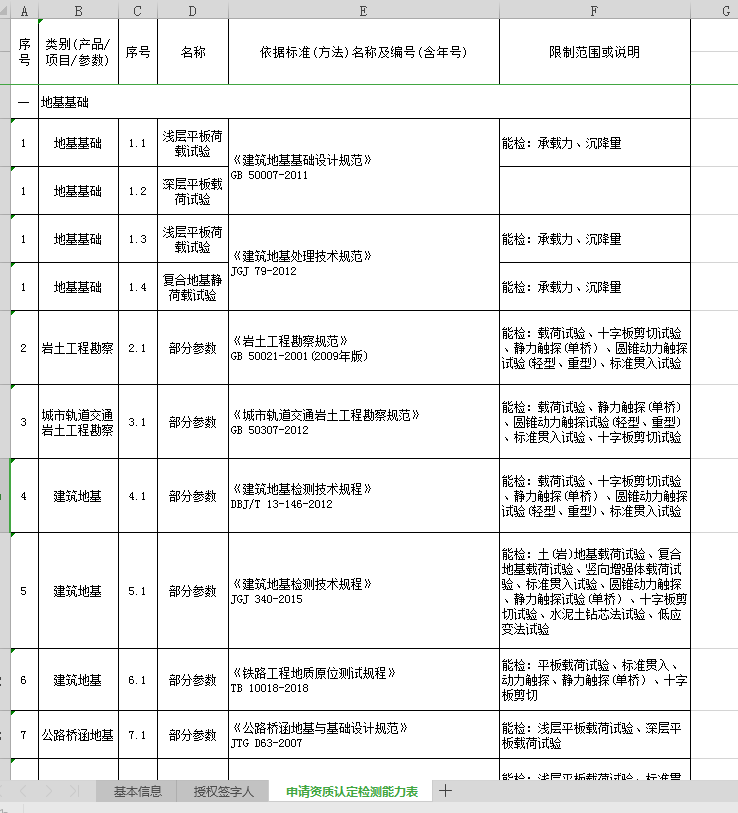 A B C D E F G
序号 类别(产品/项目/参数) 序号 名称 依据标准(方法)名称及编号(含年号) 限制范围或说明
一 地基基础
1 地基基础 1.1 浅层平板荷载试验 《建筑地基基础设计规范》 GB 50007-2011 能检：承载力、沉降量
1 地基基础 1.2 深层平板载荷试验
1 地基基础 1.3 浅层平板荷载试验 《建筑地基处理技术规范》 JGJ 79-2012 能检：承载力、沉降量
1 地基基础 1.4 复合地基静荷载试验 能检：承载力、沉降量
2 岩土工程勘察 2.1 部分参数 《岩土工程勘察规范》 GB 50021-2001(2009年版) 能检：载荷试验、十字板剪切试验、静力触探(单桥)、圆锥动力触探试验(轻型、重型)、标准贯入试验
3 城市轨道交通岩土工程勘察 3.1 部分参数 《城市轨道交通岩土工程勘察规范》 GB 50307-2012 能检：载荷试验、静力触探(单桥)、圆锥动力触探试验(轻型、重型)、标准贯入试验、十字板剪切试验
4 建筑地基 4.1 部分参数 《建筑地基检测技术规程》 DBJ/T 13-146-2012 能检：载荷试验、十字板剪切试验、静力触探(单桥)、圆锥动力触探试验(轻型、重型)、标准贯入试验
5 建筑地基 5.1 部分参数 《建筑地基检测技术规程》 JGJ 340-2015 能检：土(岩)地基载荷试验、复合地基载荷试验、竖向增强体载荷试验、标准贯入试验、圆锥动力触探、静力触探试验(单桥)、十字板剪切试验、水泥土钻芯法试验、低应变法试验
6 建筑地基 6.1 部分参数 《铁路工程地质原位测试规程》 TB 10018-2018 能检：平板载荷试验、标准贯入、动力触探、静力触探(单桥)、十字板剪切
7 公路桥涵地基 7.1 部分参数 《公路桥涵地基与基础设计规范》 JTG D63-2007 能检：浅层平板载荷试验、深层平板载荷试验
能检：浅层平板载荷试验、标准贯
基本信息 授权签字人 申请资质认定检测能力表